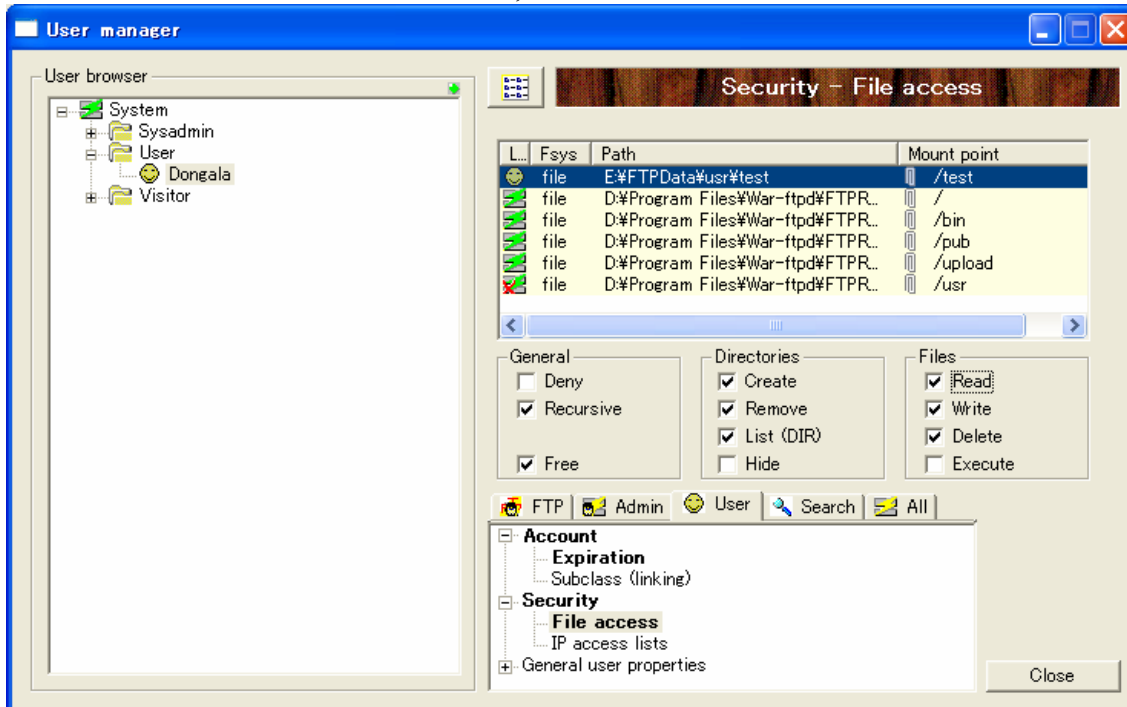 User manager
User browser
System
Sysadmin
User
Dongala
Visitor
Security - File access
L... Fsys Path Mount point
file E:¥FTPData¥usr¥test /test
file D:¥Program Files¥War-ftpd¥FTPR... /
file D:¥Program Files¥War-ftpd¥FTPR... /bin
file D:¥Program Files¥War-ftpd¥FTPR... /pub
file D:¥Program Files¥War-ftpd¥FTPR... /upload
file D:¥Program Files¥War-ftpd¥FTPR... /usr
General Directories Files
Deny Create Read
Recursive Remove Write
List (DIR) Delete
Free Hide Execute
FTP Admin User Search All
Account
Expiration
Subclass (linking)
Security
File access
IP access lists
General user properties
Close